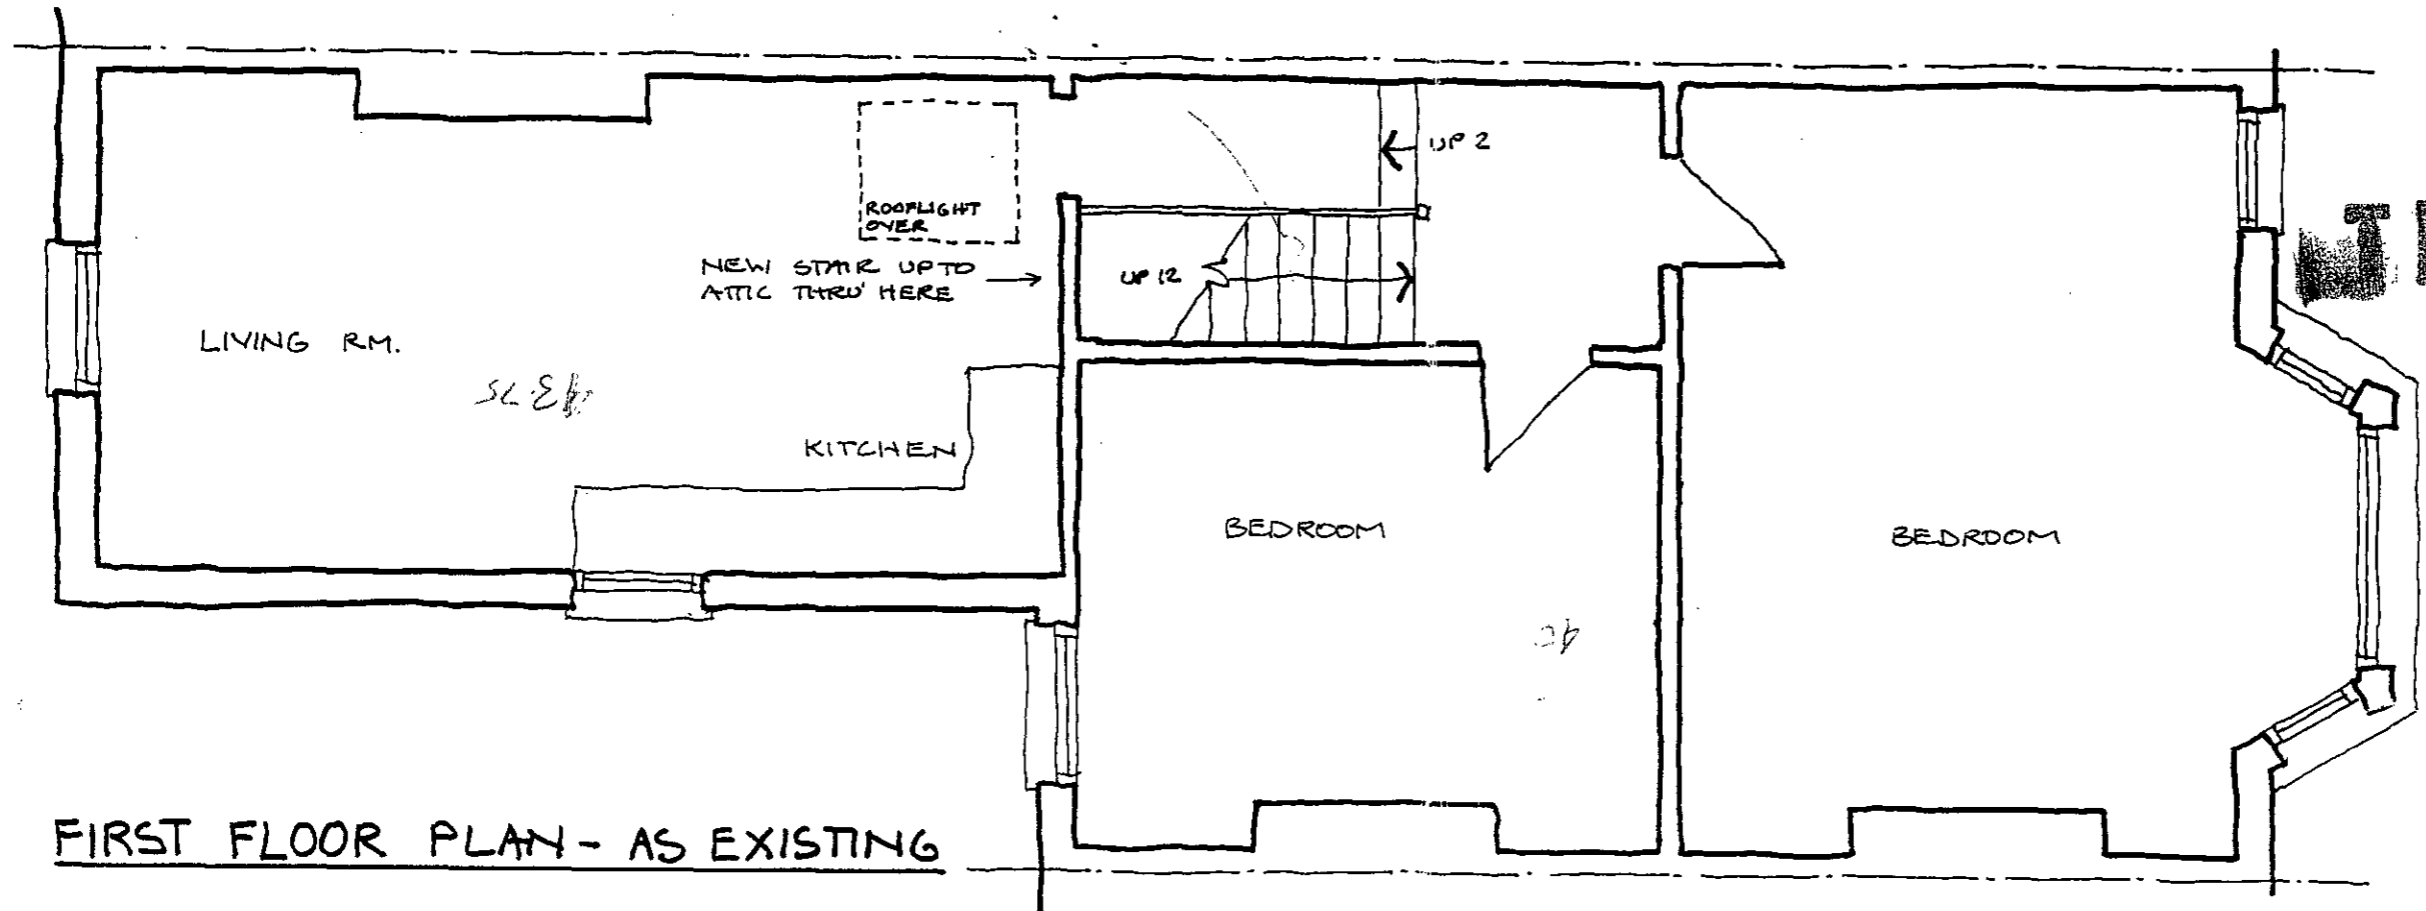 UP 2
ROOFLIGHT
OVER
NEW STAIR UP TO
ATTIC THRU' HERE
UP 12
LIVING RM.
KITCHEN
BEDROOM
BEDROOM
FIRST FLOOR PLAN - AS EXISTING